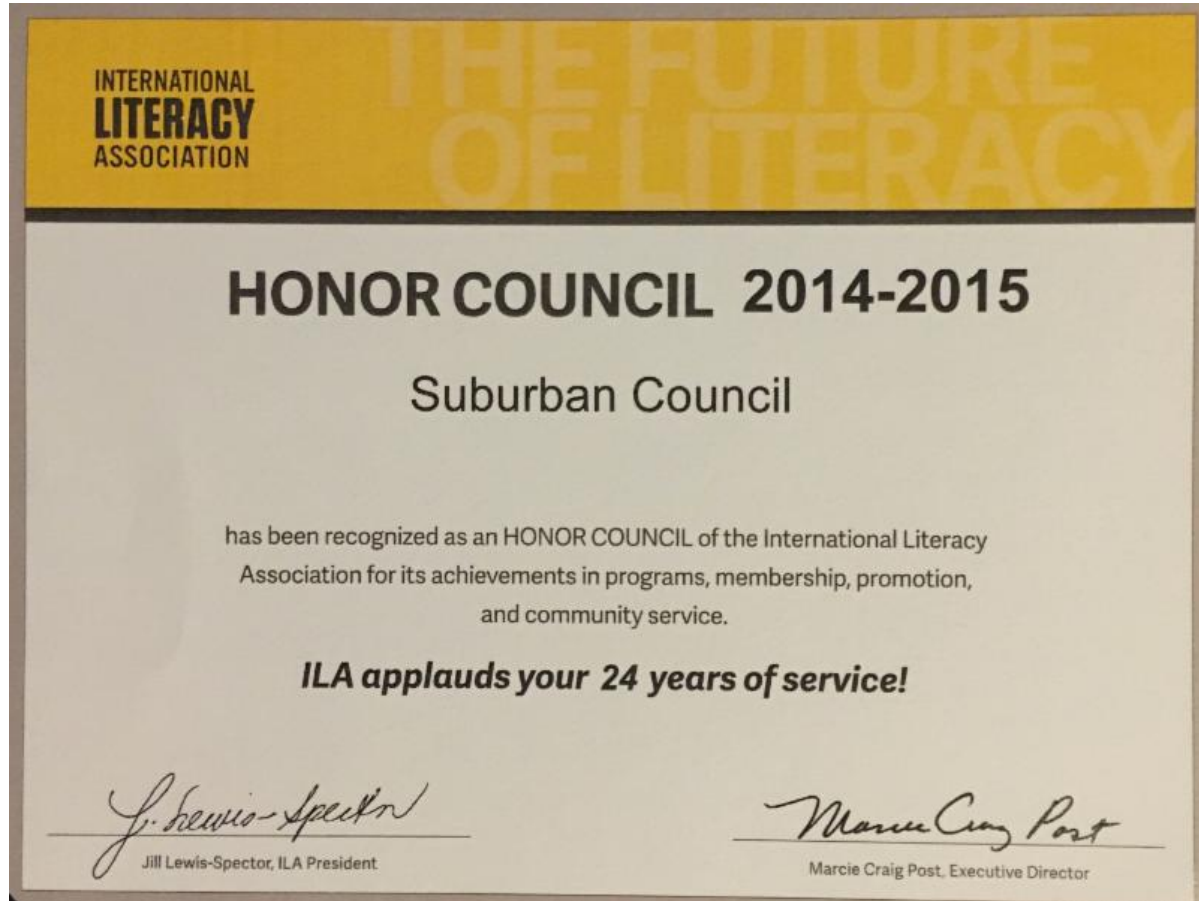 INTERNATIONAL
LITERACY
ASSOCIATION
THE FUTURE
OF LITERACY
HONOR COUNCIL 2014-2015
Suburban Council
has been recognized as an HONOR COUNCIL of the International Literacy
Association for its achievements in programs, membership, promotion,
and community service.
ILA applauds your 24 years of service!
J. Lewis-Spector
Marcie Craig Post
Jill Lewis-Spector, ILA President
Marcie Craig Post, Executive Director